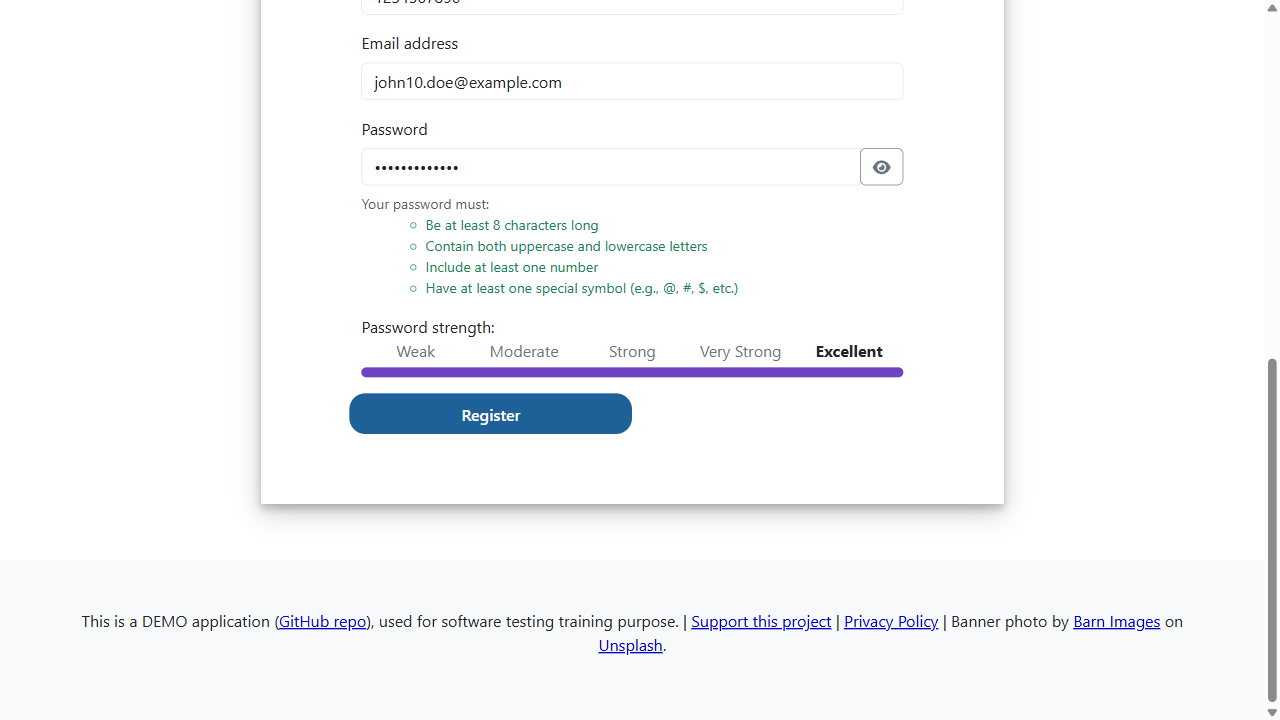 Email address
john10.doe@example.com
Password
•••••••••••••
Your password must:
Be at least 8 characters long
Contain both uppercase and lowercase letters
Include at least one number
Have at least one special symbol (e.g., @, #, $, etc.)
Password strength:
Weak Moderate Strong Very Strong Excellent
Register
This is a DEMO application (GitHub repo), used for software testing training purpose. | Support this project | Privacy Policy | Banner photo by Barn Images on
Unsplash.